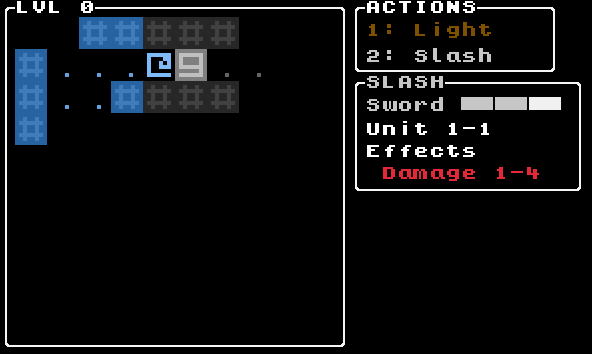 LVL 0
ACTIONS
1: Light
2: Slash
SLASH
Sword
Unit 1-1
Effects
Damage 1-4